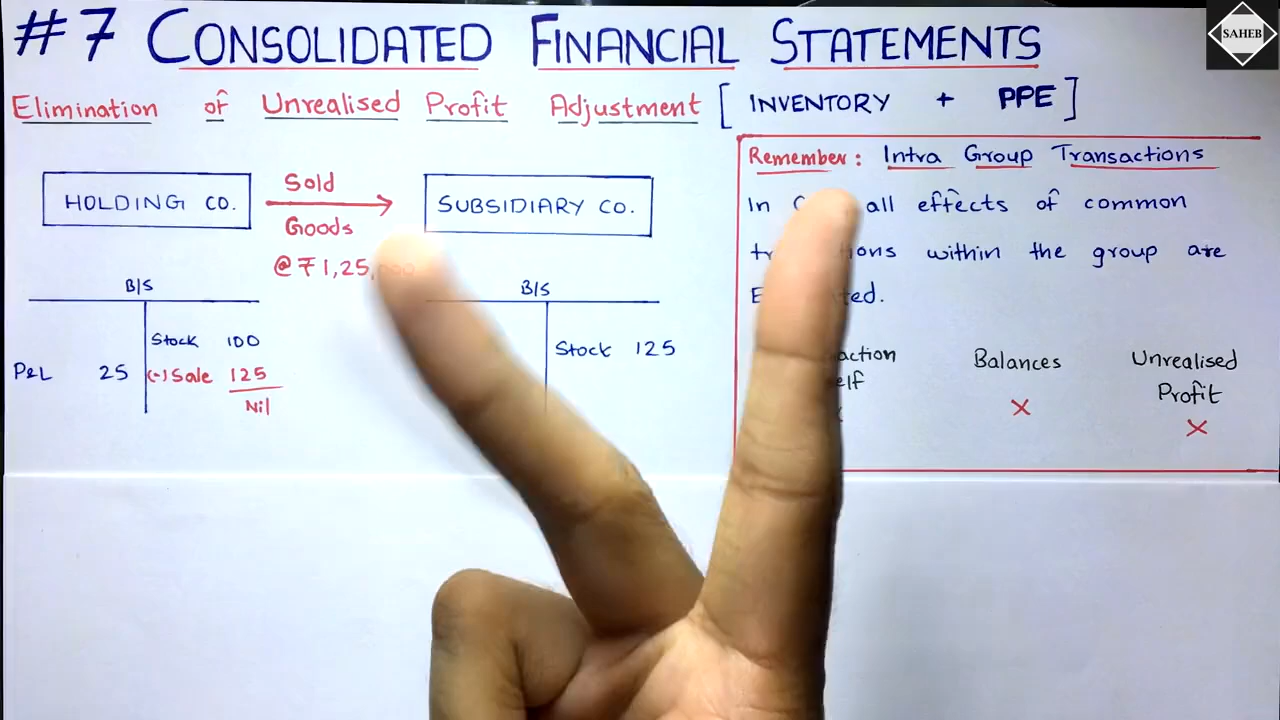 #7 CONSOLIDATED FINANCIAL STATEMENTS
SAHEB
Elimination of Unrealised Profit Adjustment [ INVENTORY + PPE ]
HOLDING CO.
Sold
Goods
@ ₹1,25,
SUBSIDIARY CO.
B/S
Stock 100
P&L 25 (-) Sale 125
Nil
B/S
Stock 125
Remember: Intra Group Transactions
In all effects of common
within the group are
Balances
X
Unrealised
Profit
X